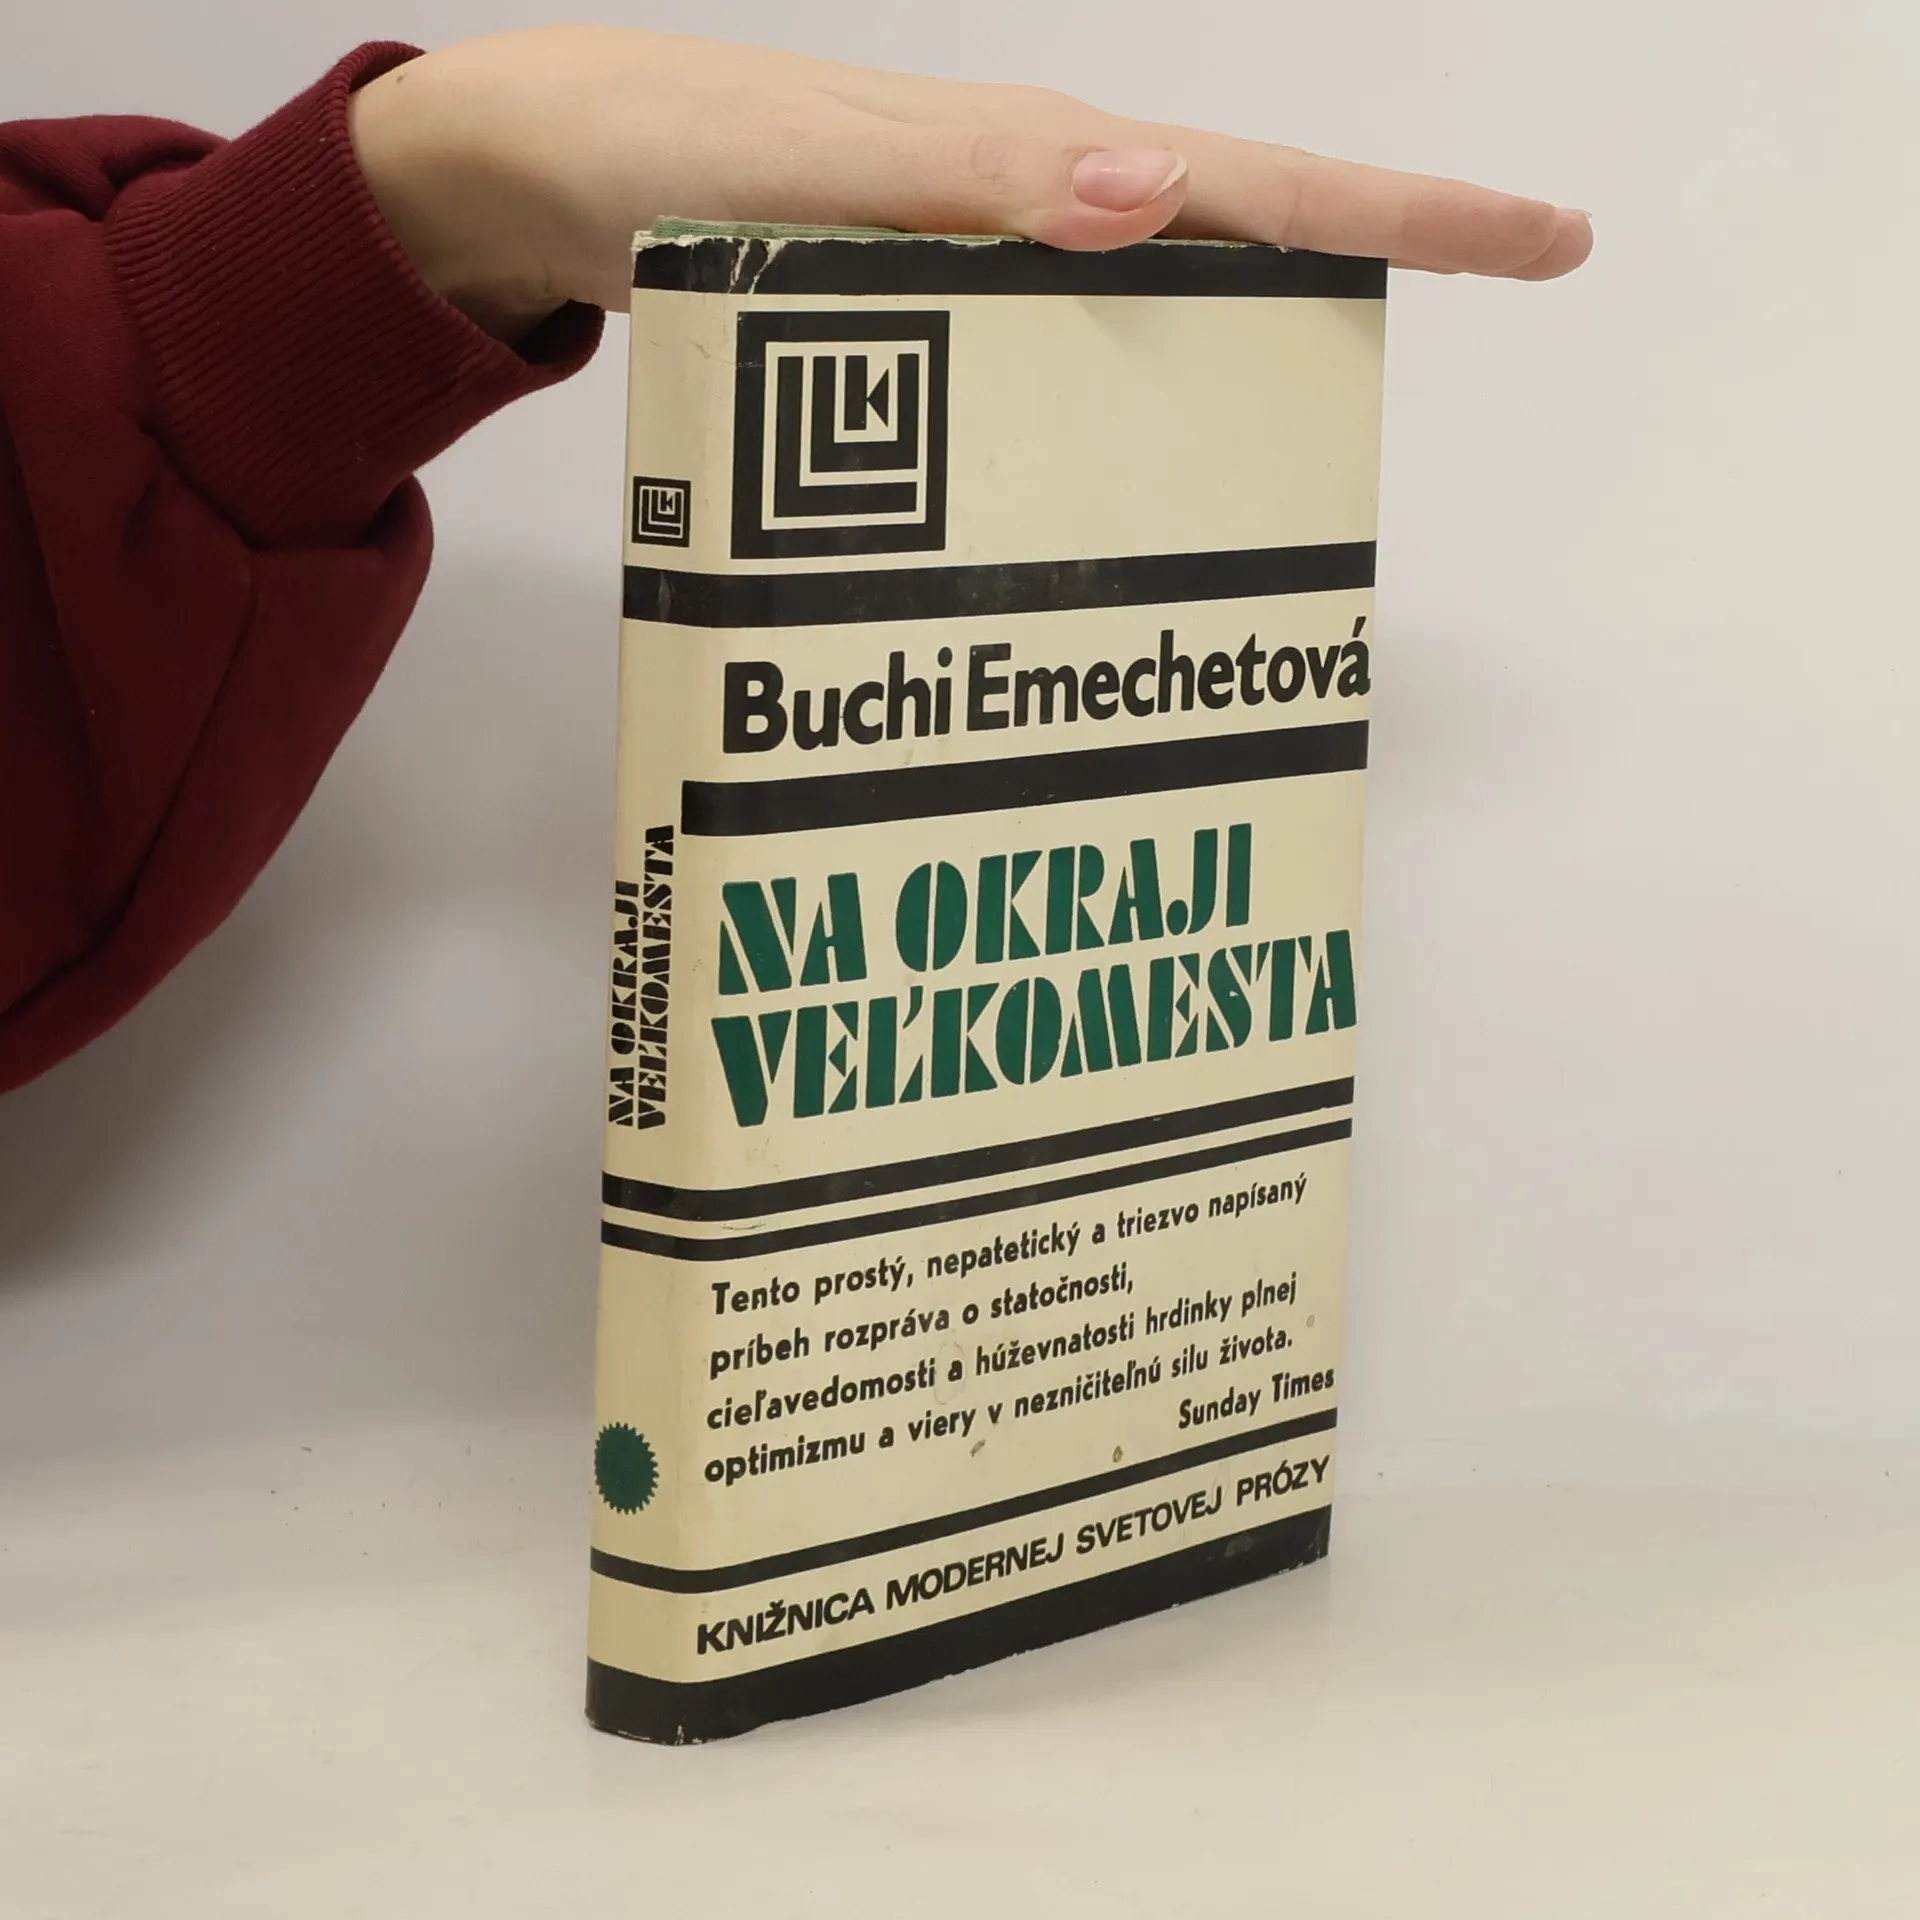 Buchi Emechetová
NA OKRAJI
VEĽKOMESTA
Tento prostý, nepatetický a triezvo napísaný
príbeh rozpráva o statočnosti,
cieľavedomosti a húževnatosti hrdinky plnej
optimizmu a viery v nezničiteľnú silu života.
Sunday Times
KNIŽNICA MODERNEJ SVETOVEJ PRÓZY
NA OKRAJI
VEĽKOMESTA